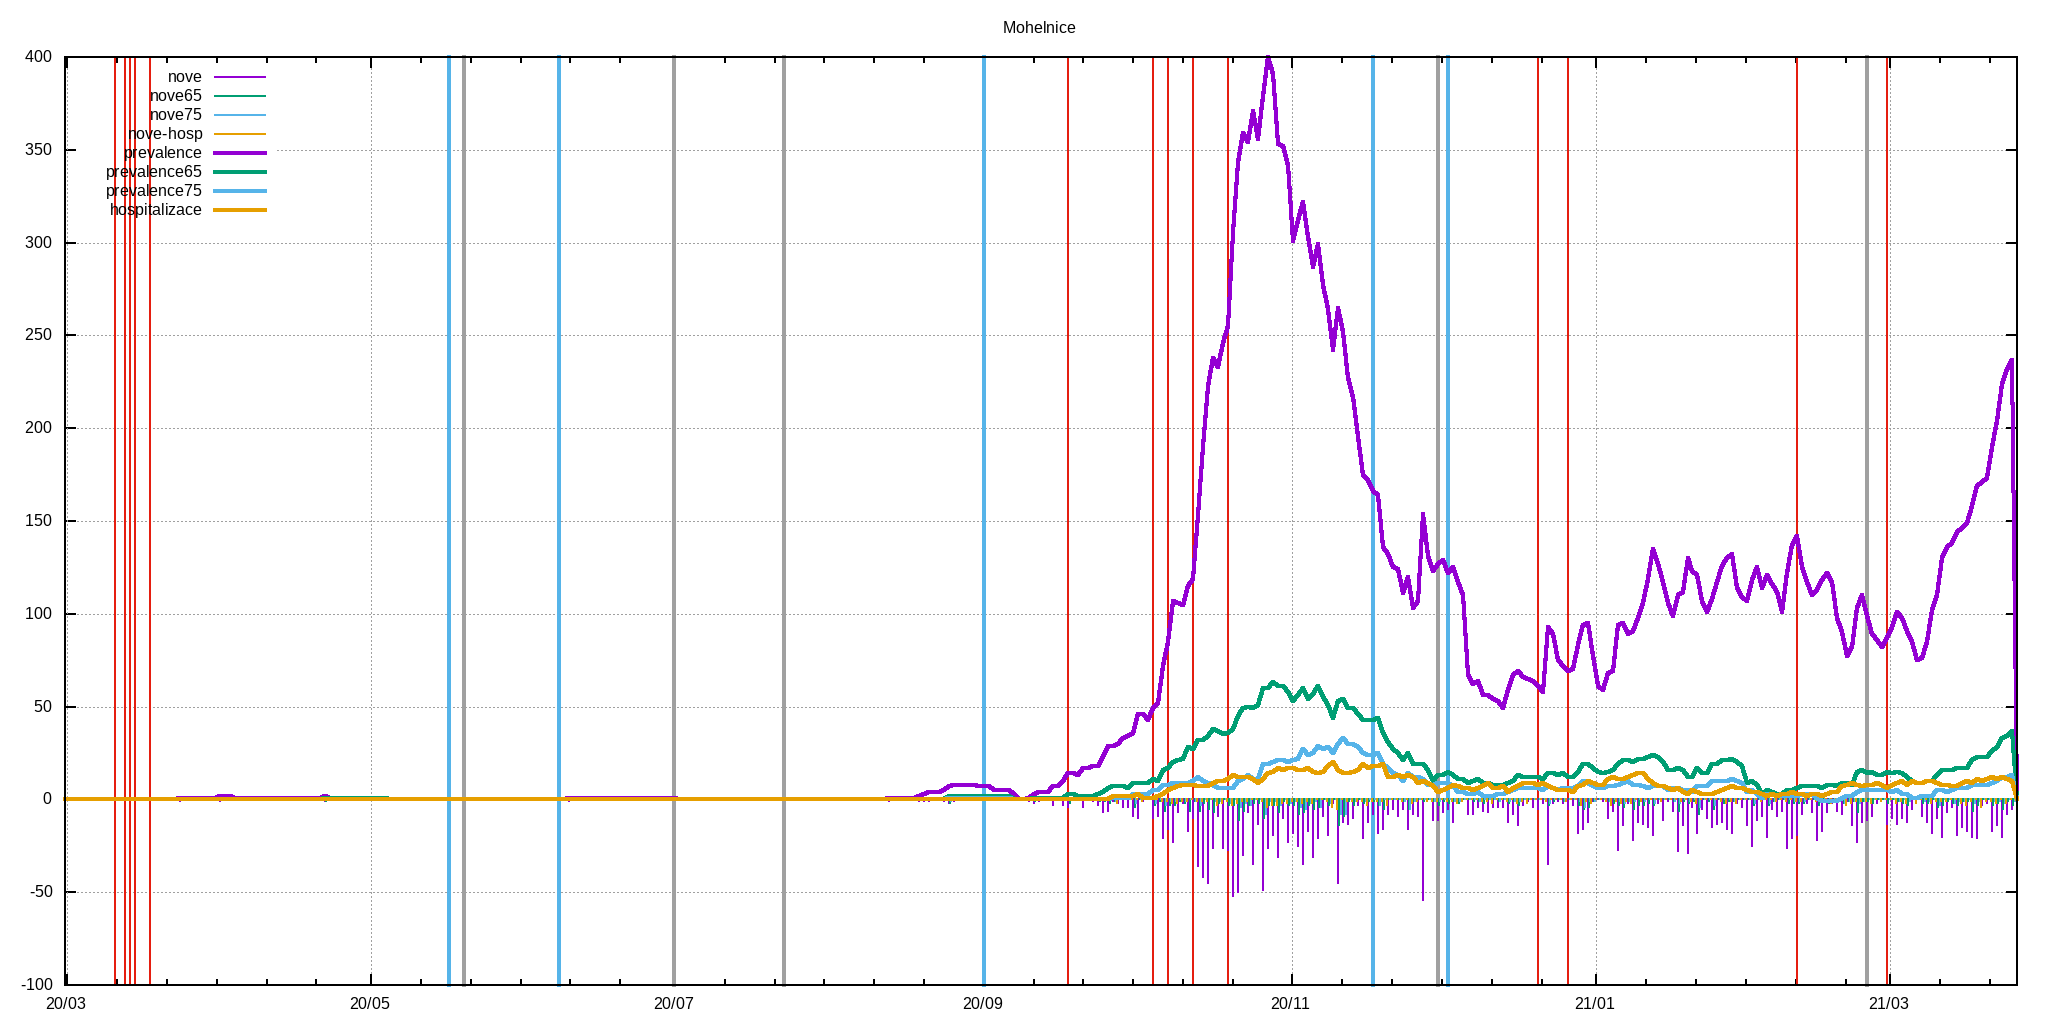 Mohelnice
400
350
300
250
200
150
100
50
0
-50
-100
nove
nove65
nove75
nove-hosp
prevalence
prevalence65
prevalence75
hospitalizace
20/03 20/05 20/07 20/09 20/11 21/01 21/03